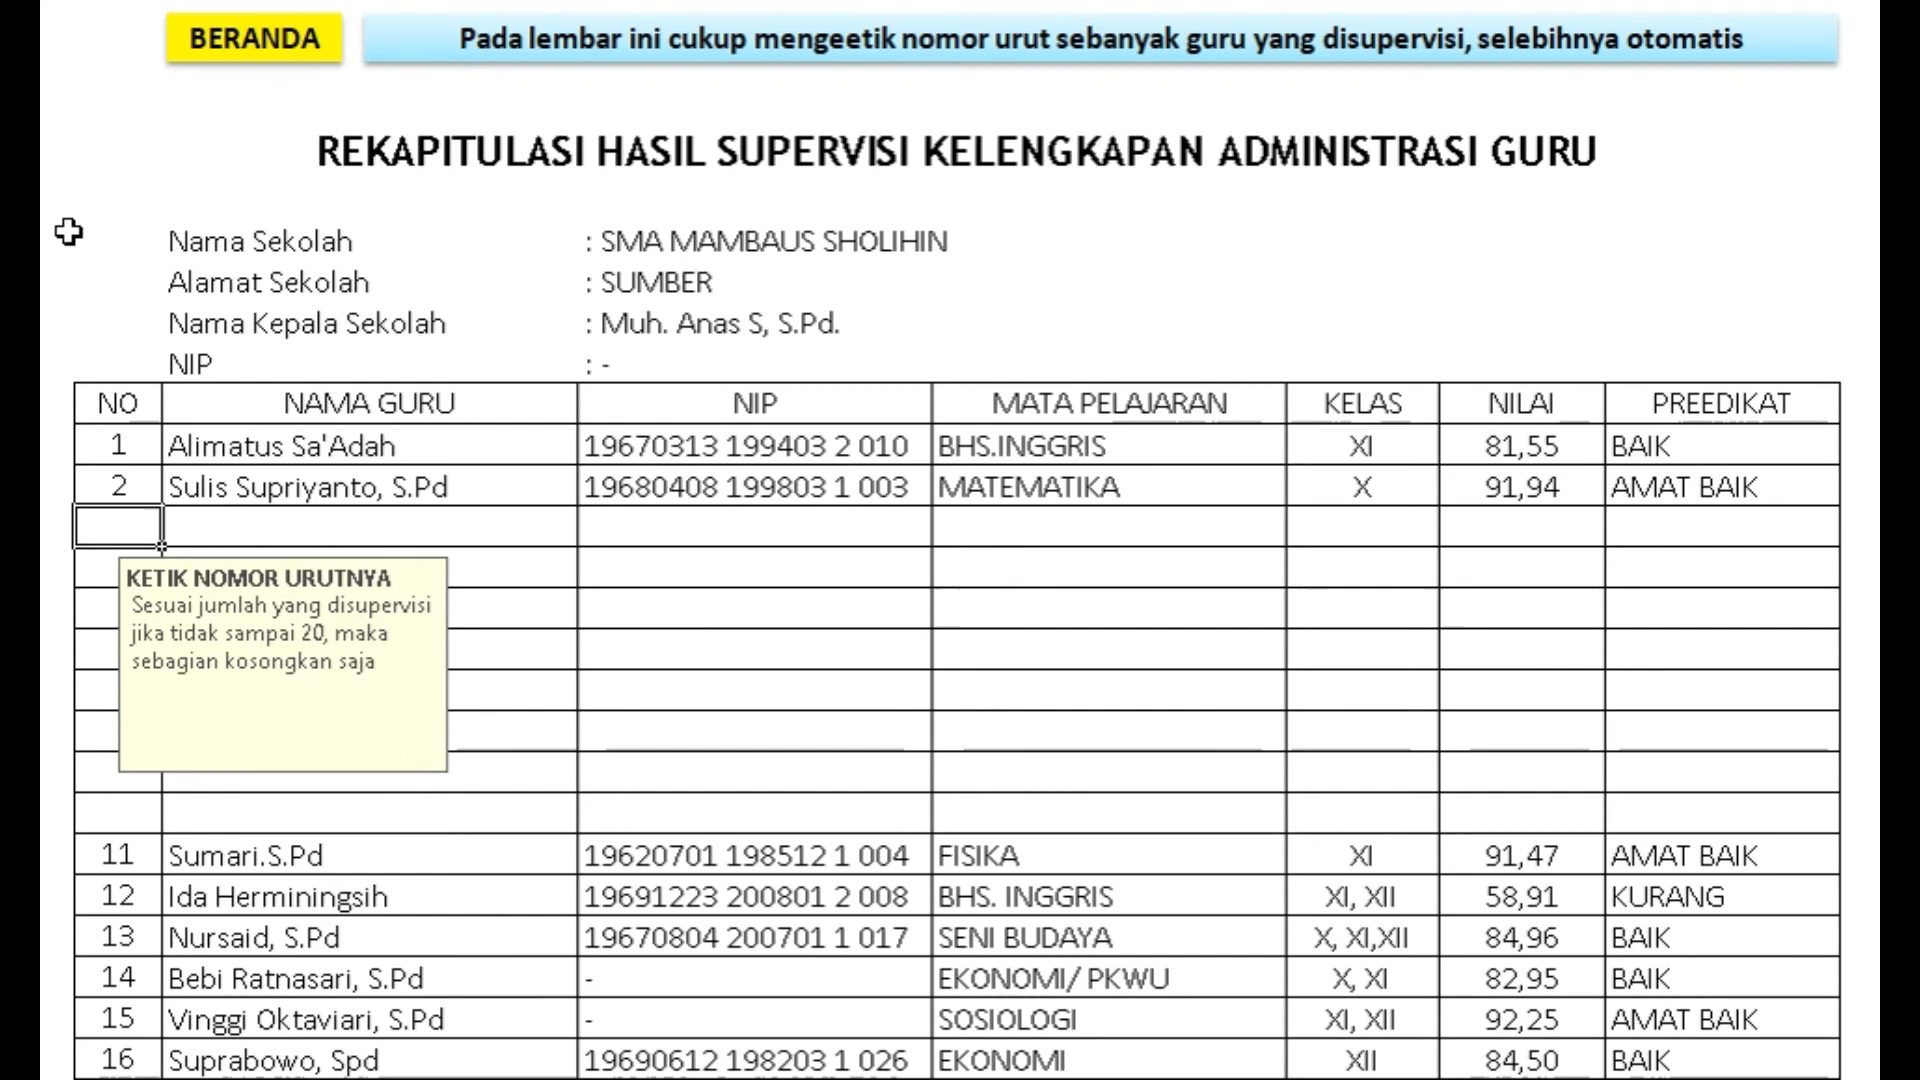 BERANDA
Pada lembar ini cukup mengeetik nomor urut sebanyak guru yang disupervisi, selebihnya otomatis
REKAPITULASI HASIL SUPERVISI KELENGKAPAN ADMINISTRASI GURU
Nama Sekolah : SMA MAMBAUS SHOLIHIN
Alamat Sekolah : SUMBER
Nama Kepala Sekolah : Muh. Anas S, S.Pd.
NIP : -
NO NAMA GURU NIP MATA PELAJARAN KELAS NILAI PREEDIKAT
1 Alimatus Sa'Adah 19670313 199403 2 010 BHS.INGGRIS XI 81,55 BAIK
2 Sulis Supriyanto, S.Pd 19680408 199803 1 003 MATEMATIKA X 91,94 AMAT BAIK
KETIK NOMOR URUTNYA
Sesuai jumlah yang disupervisi
jika tidak sampai 20, maka
sebagian kosongkan saja
11 Sumari.S.Pd 19620701 198512 1 004 FISIKA XI 91,47 AMAT BAIK
12 Ida Herminingsih 19691223 200801 2 008 BHS. INGGRIS XI, XII 58,91 KURANG
13 Nursaid, S.Pd 19670804 200701 1 017 SENI BUDAYA X, XI,XII 84,96 BAIK
14 Bebi Ratnasari, S.Pd - EKONOMI/ PKWU X, XI 82,95 BAIK
15 Vinggi Oktaviari, S.Pd - SOSIOLOGI XI, XII 92,25 AMAT BAIK
16 Suprabowo, Spd 19690612 198203 1 026 EKONOMI XII 84,50 BAIK